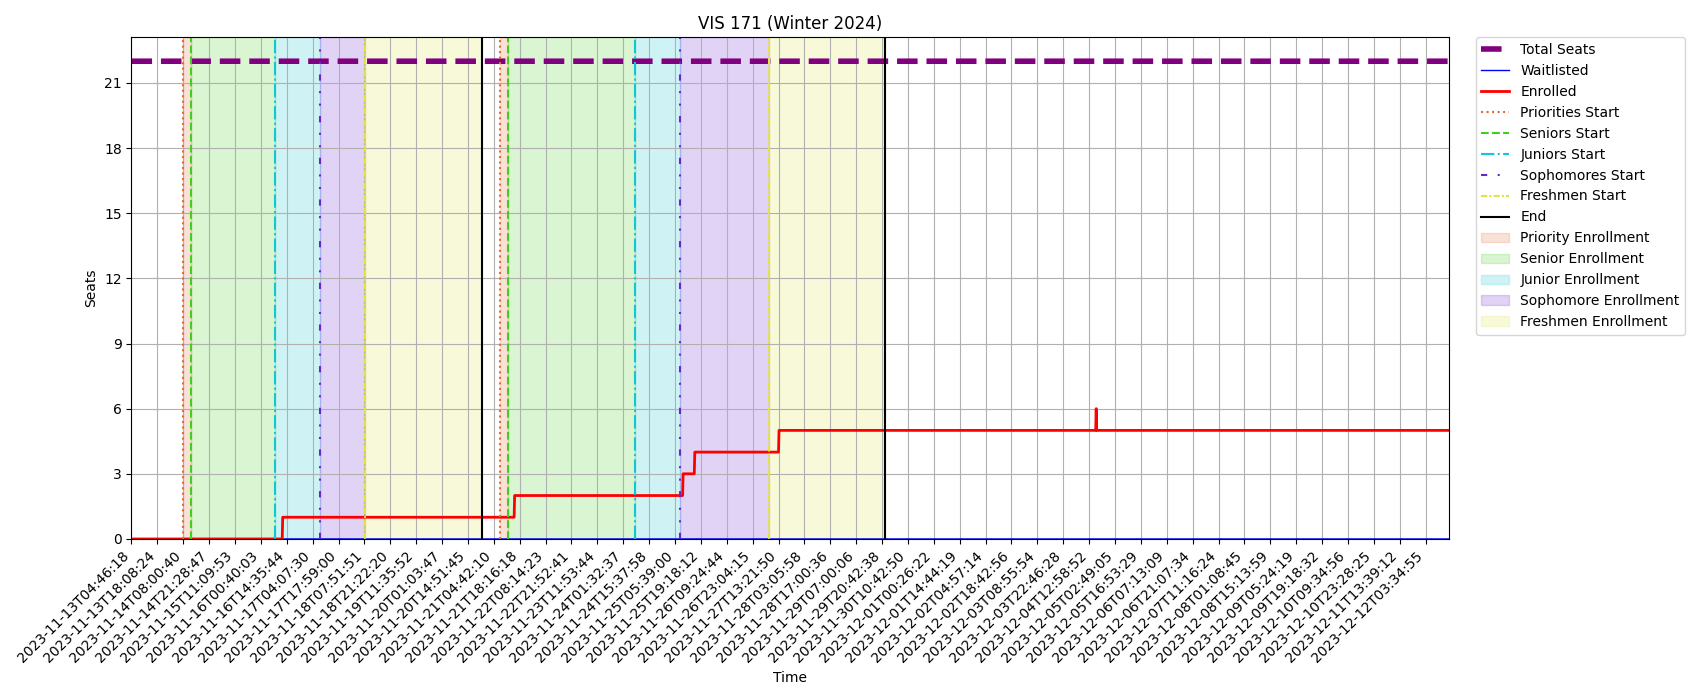 VIS 171 (Winter 2024)
Seats
21
18
15
12
9
6
3
0
2023-11-13T04:46:18
2023-11-13T18:08:24
2023-11-14T08:00:40
2023-11-14T21:28:47
2023-11-15T11:09:53
2023-11-16T00:40:03
2023-11-16T14:35:44
2023-11-17T04:07:30
2023-11-17T17:59:00
2023-11-18T07:51:51
2023-11-18T21:22:20
2023-11-19T11:35:52
2023-11-20T01:03:47
2023-11-20T14:51:45
2023-11-21T04:42:10
2023-11-21T18:16:18
2023-11-22T08:14:23
2023-11-22T21:52:41
2023-11-23T11:53:44
2023-11-24T01:32:37
2023-11-24T15:37:58
2023-11-25T05:39:00
2023-11-25T19:18:12
2023-11-26T09:24:44
2023-11-26T23:04:15
2023-11-27T13:21:50
2023-11-28T03:05:58
2023-11-28T17:00:36
2023-11-29T07:00:06
2023-11-29T20:42:38
2023-11-30T10:42:50
2023-12-01T00:26:22
2023-12-01T14:44:19
2023-12-02T04:57:14
2023-12-02T18:42:56
2023-12-03T08:55:54
2023-12-03T22:46:28
2023-12-04T12:58:52
2023-12-05T02:49:05
2023-12-05T16:53:29
2023-12-06T07:13:09
2023-12-06T21:07:34
2023-12-07T11:16:24
2023-12-08T01:08:45
2023-12-08T15:13:59
2023-12-09T05:24:19
2023-12-09T19:18:32
2023-12-10T09:34:56
2023-12-10T23:28:25
2023-12-11T13:39:12
2023-12-12T03:34:55
Time
Total Seats
Waitlisted
Enrolled
Priorities Start
Seniors Start
Juniors Start
Sophomores Start
Freshmen Start
End
Priority Enrollment
Senior Enrollment
Junior Enrollment
Sophomore Enrollment
Freshmen Enrollment